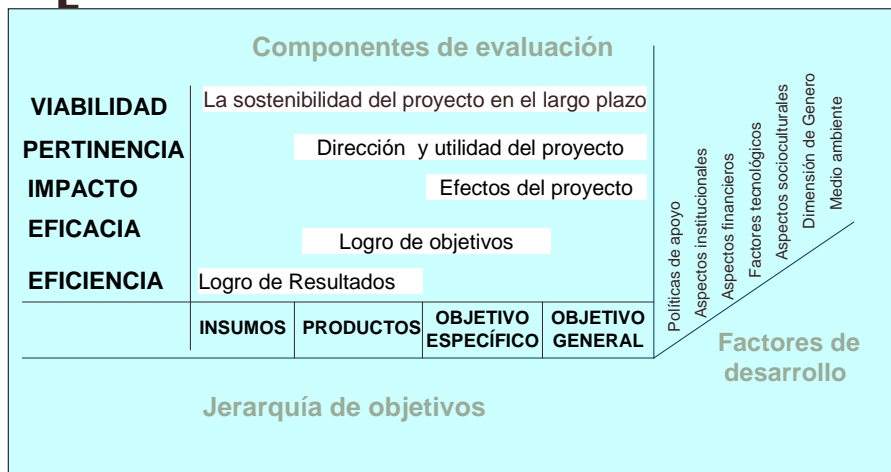 Componentes de evaluación
VIABILIDAD
La sostenibilidad del proyecto en el largo plazo
PERTINENCIA
Dirección y utilidad del proyecto
IMPACTO
Efectos del proyecto
EFICACIA
Logro de objetivos
EFICIENCIA
Logro de Resultados
INSUMOS
PRODUCTOS
OBJETIVO
ESPECÍFICO
OBJETIVO
GENERAL
Jerarquía de objetivos
Políticas de apoyo
Aspectos institucionales
Aspectos financieros
Factores tecnológicos
Aspectos socioculturales
Dimensión de Genero
Medio ambiente
Factores de
desarrollo